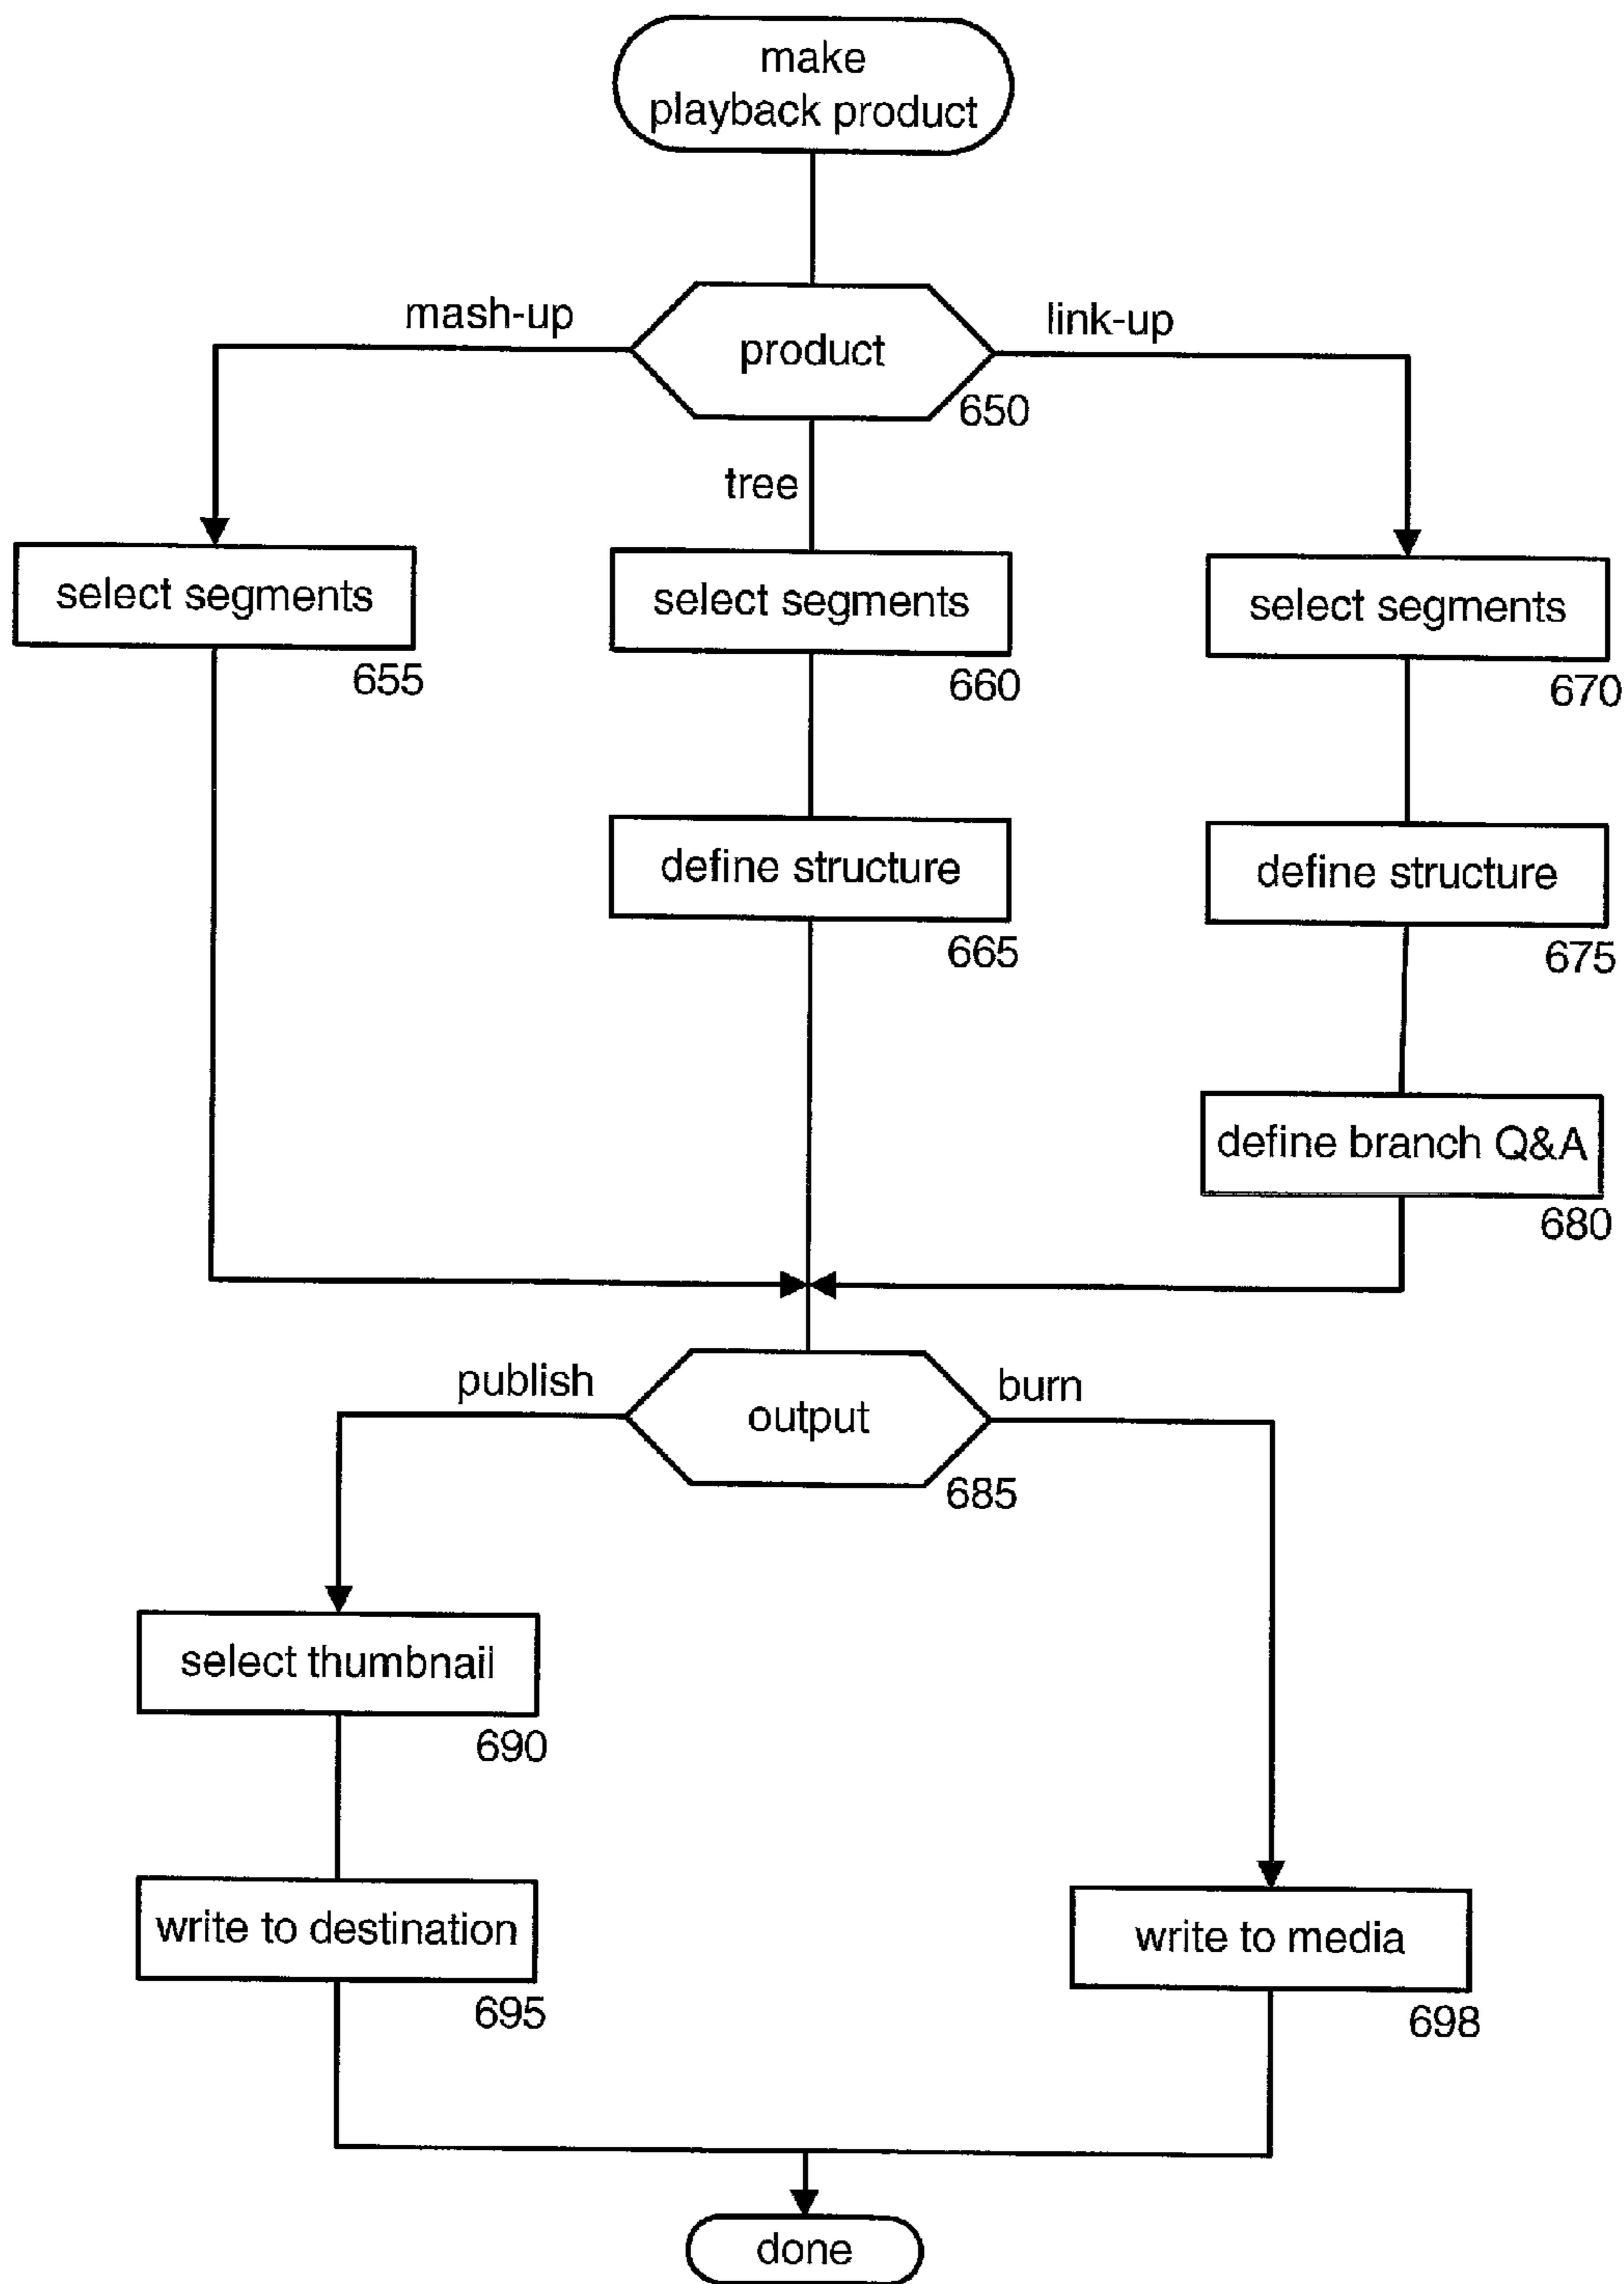 make
playback product
mash-up
link-up
product
650
tree
select segments
select segments
select segments
655
660
670
define structure
define structure
665
675
define branch Q&A
680
publish
burn
output
685
select thumbnail
690
write to destination
write to media
695
698
done